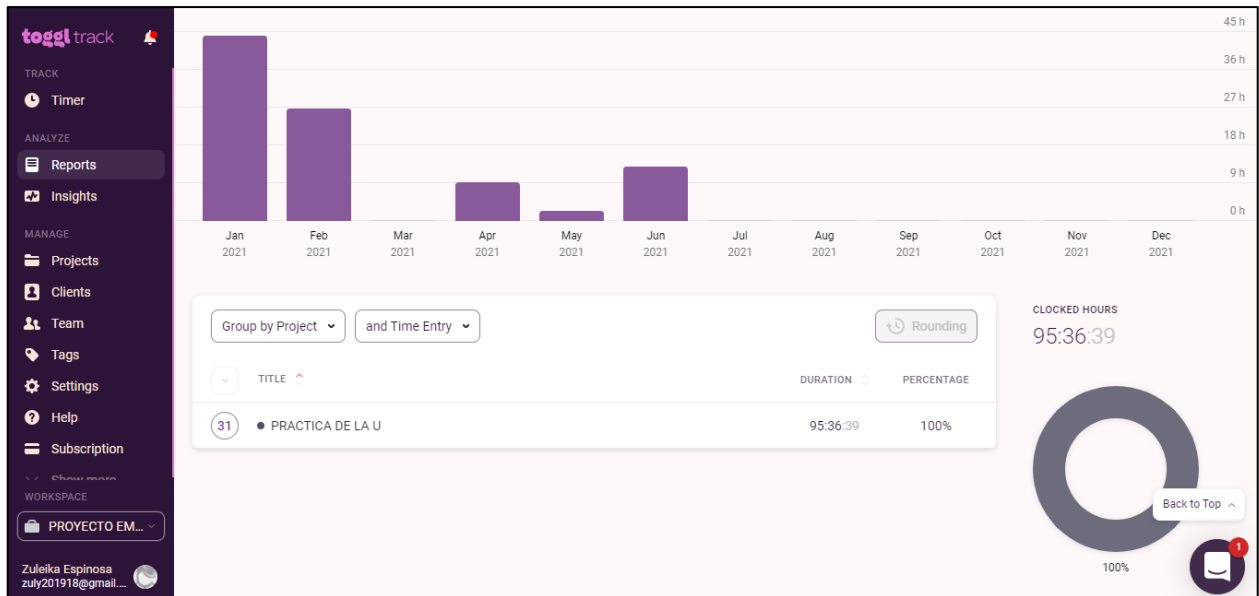 toggl track
TRACK
Timer
ANALYZE
Reports
Insights
MANAGE
Projects
Clients
Team
Tags
Settings
Help
Subscription
Show more
WORKSPACE
PROYECTO EM...
Zuleika Espinosa
zuly201918@gmail....
45 h
36 h
27 h
18 h
9 h
0 h
Jan Feb Mar Apr May Jun Jul Aug Sep Oct Nov Dec
2021 2021 2021 2021 2021 2021 2021 2021 2021 2021 2021 2021
Group by Project and Time Entry Rounding
TITLE DURATION PERCENTAGE
31 PRACTICA DE LA U 95:36:39 100%
CLOCKED HOURS
95:36:39
Back to Top
1
100%